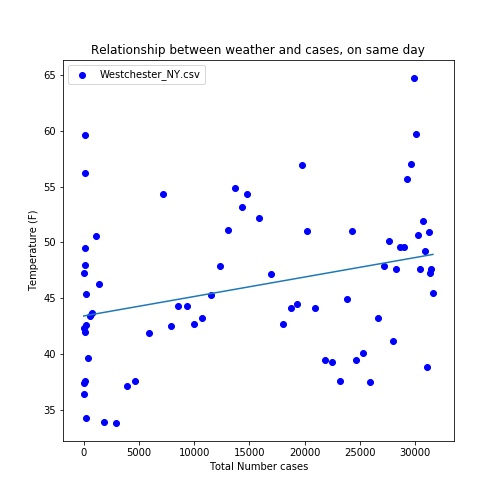 Relationship between weather and cases, on same day
Westchester_NY.csv
65
60
55
50
45
40
35
Temperature (F)
0 5000 10000 15000 20000 25000 30000
Total Number cases